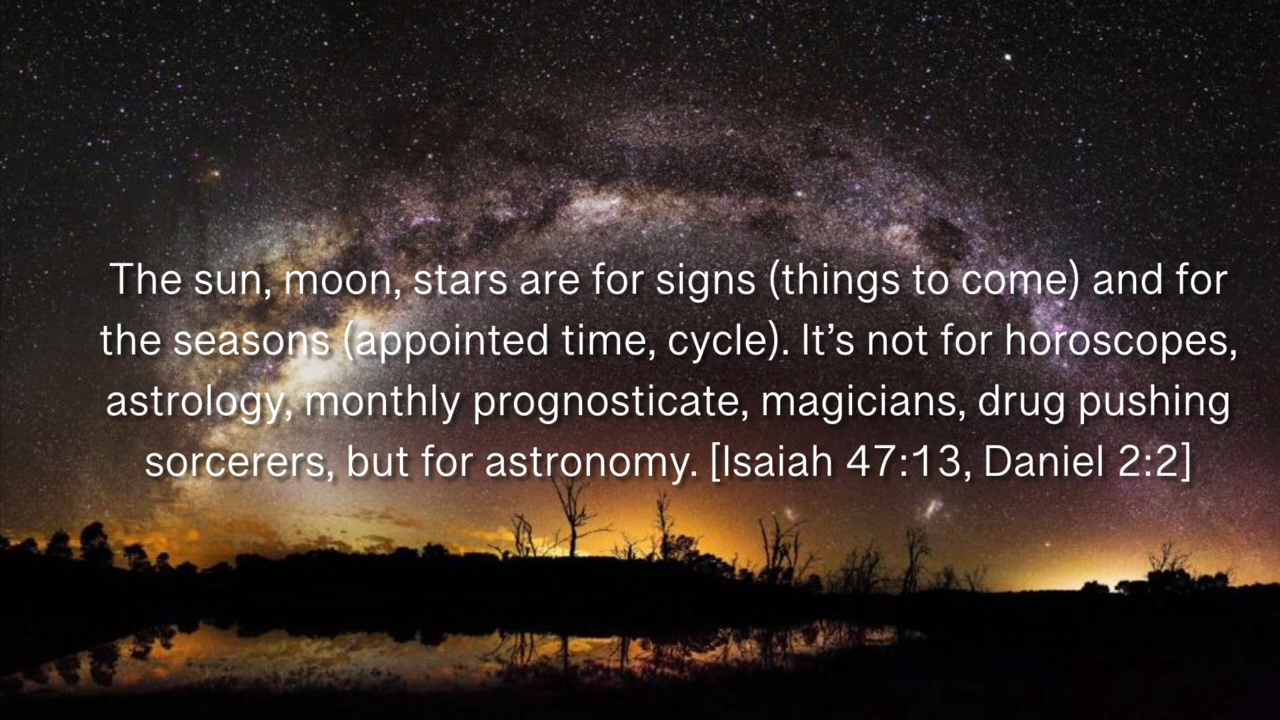 The sun, moon, stars are for signs (things to come) and for
the seasons (appointed time, cycle). It’s not for horoscopes,
astrology, monthly prognosticate, magicians, drug pushing
sorcerers, but for astronomy. [Isaiah 47:13, Daniel 2:2]